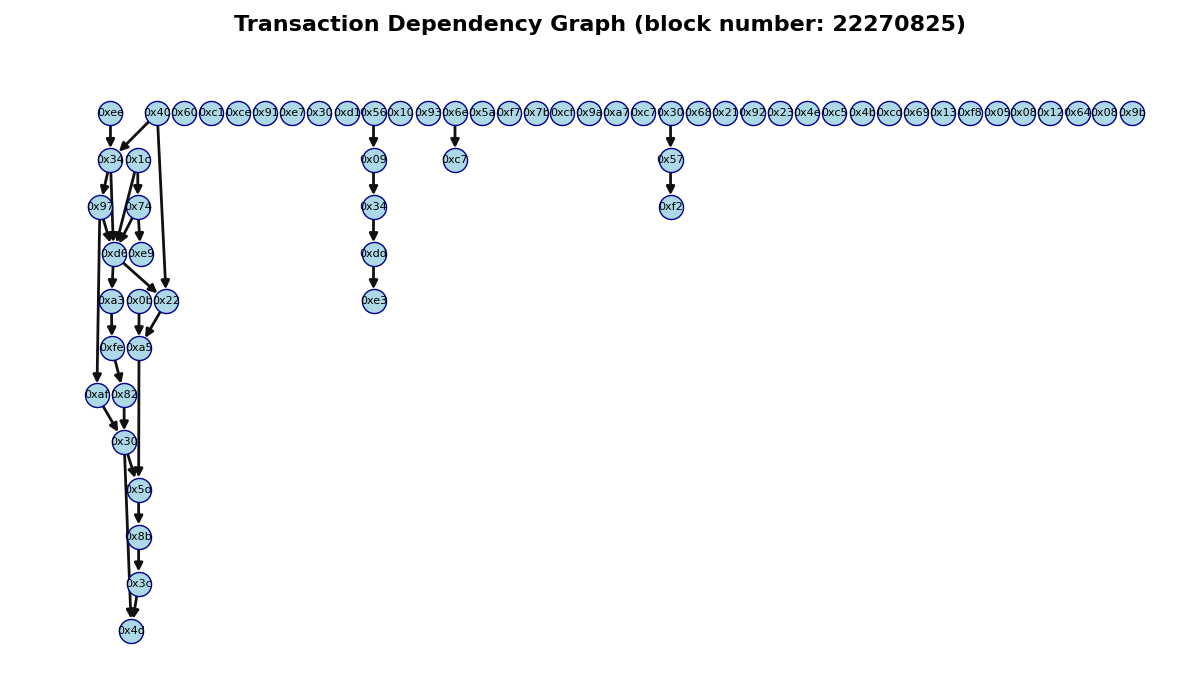 Transaction Dependency Graph (block number: 22270825)
0xee 0x40 0x60 0xc1 0xce 0x91 0xe7 0x30 0xd1 0x56 0x10 0x93 0x6e 0x5a 0xf7 0x7b 0xcf 0x9a 0xa7 0xc7 0x30 0x68 0x21 0x92 0x23 0x4e 0xc5 0x4b 0xcd 0x69 0x13 0xf8 0x05 0x08 0x12 0x64 0x08 0x9b
0x34 0x1c 0x09 0xc7 0x57
0x97 0x74 0x34 0xf2
0xd6 0xe9 0xdd
0xa3 0x0b 0x22 0xe3
0xfe 0xa5
0xaf 0x82
0x30
0x5d
0x8b
0x3c
0x4d